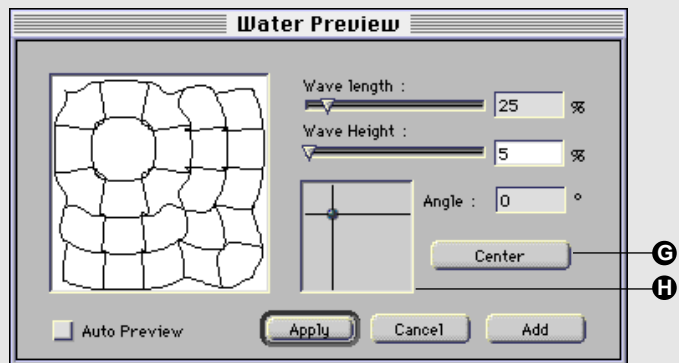 Water Preview
Wave length :
25 %
Wave Height :
5 %
Angle : 0 °
Center
G
H
Auto Preview
Apply
Cancel
Add